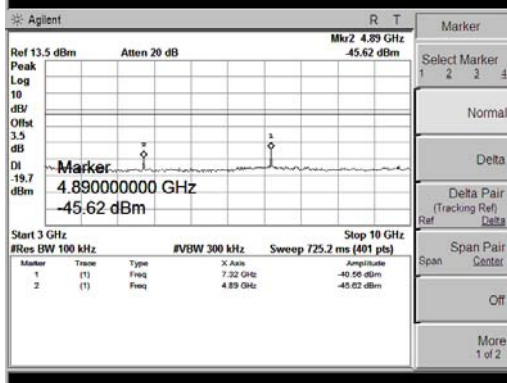 Agilent R T
Mkr2 4.89 GHz
Ref 13.5 dBm Atten 20 dB -45.62 dBm
Peak
Log
10
dB/
Offst
3.5
dB
DI
-19.7
dBm
2
1
Marker
4.890000000 GHz
-45.62 dBm
Start 3 GHz Stop 10 GHz
#Res BW 100 kHz #VBW 300 kHz Sweep 725.2 ms (401 pts)
Marker Trace Type X Axis Amplitude
1 (1) Freq 7.32 GHz -40.56 dBm
2 (1) Freq 4.89 GHz -45.62 dBm
Marker
Select Marker
1 2 3 4
Normal
Delta
Delta Pair
(Tracking Ref)
Ref Delta
Span Pair
Span Center
Off
More
1 of 2